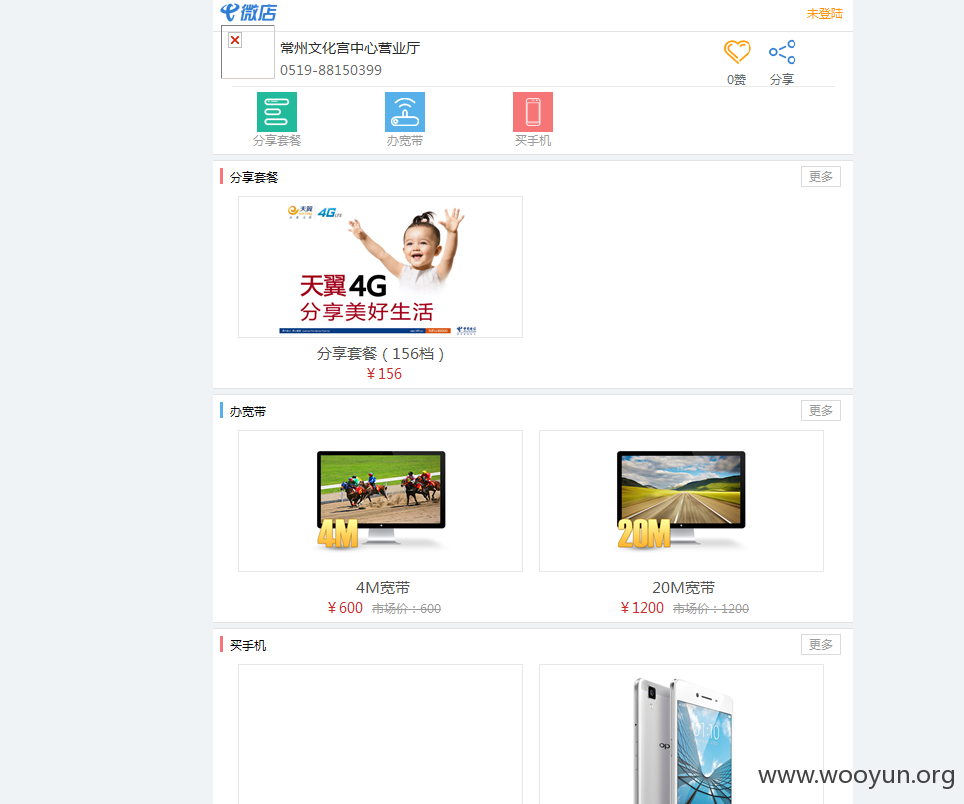 微店
未登陆
常州文化宫中心营业厅
0519-88150399
0赞
分享
分享套餐
办宽带
买手机
分享套餐
更多
天翼 4G
天翼4G
分享美好生活
分享套餐（156档）
￥156
办宽带
更多
4M
20M
4M宽带
20M宽带
￥600 市场价：600
￥1200 市场价：1200
买手机
更多
www.wooyun.org